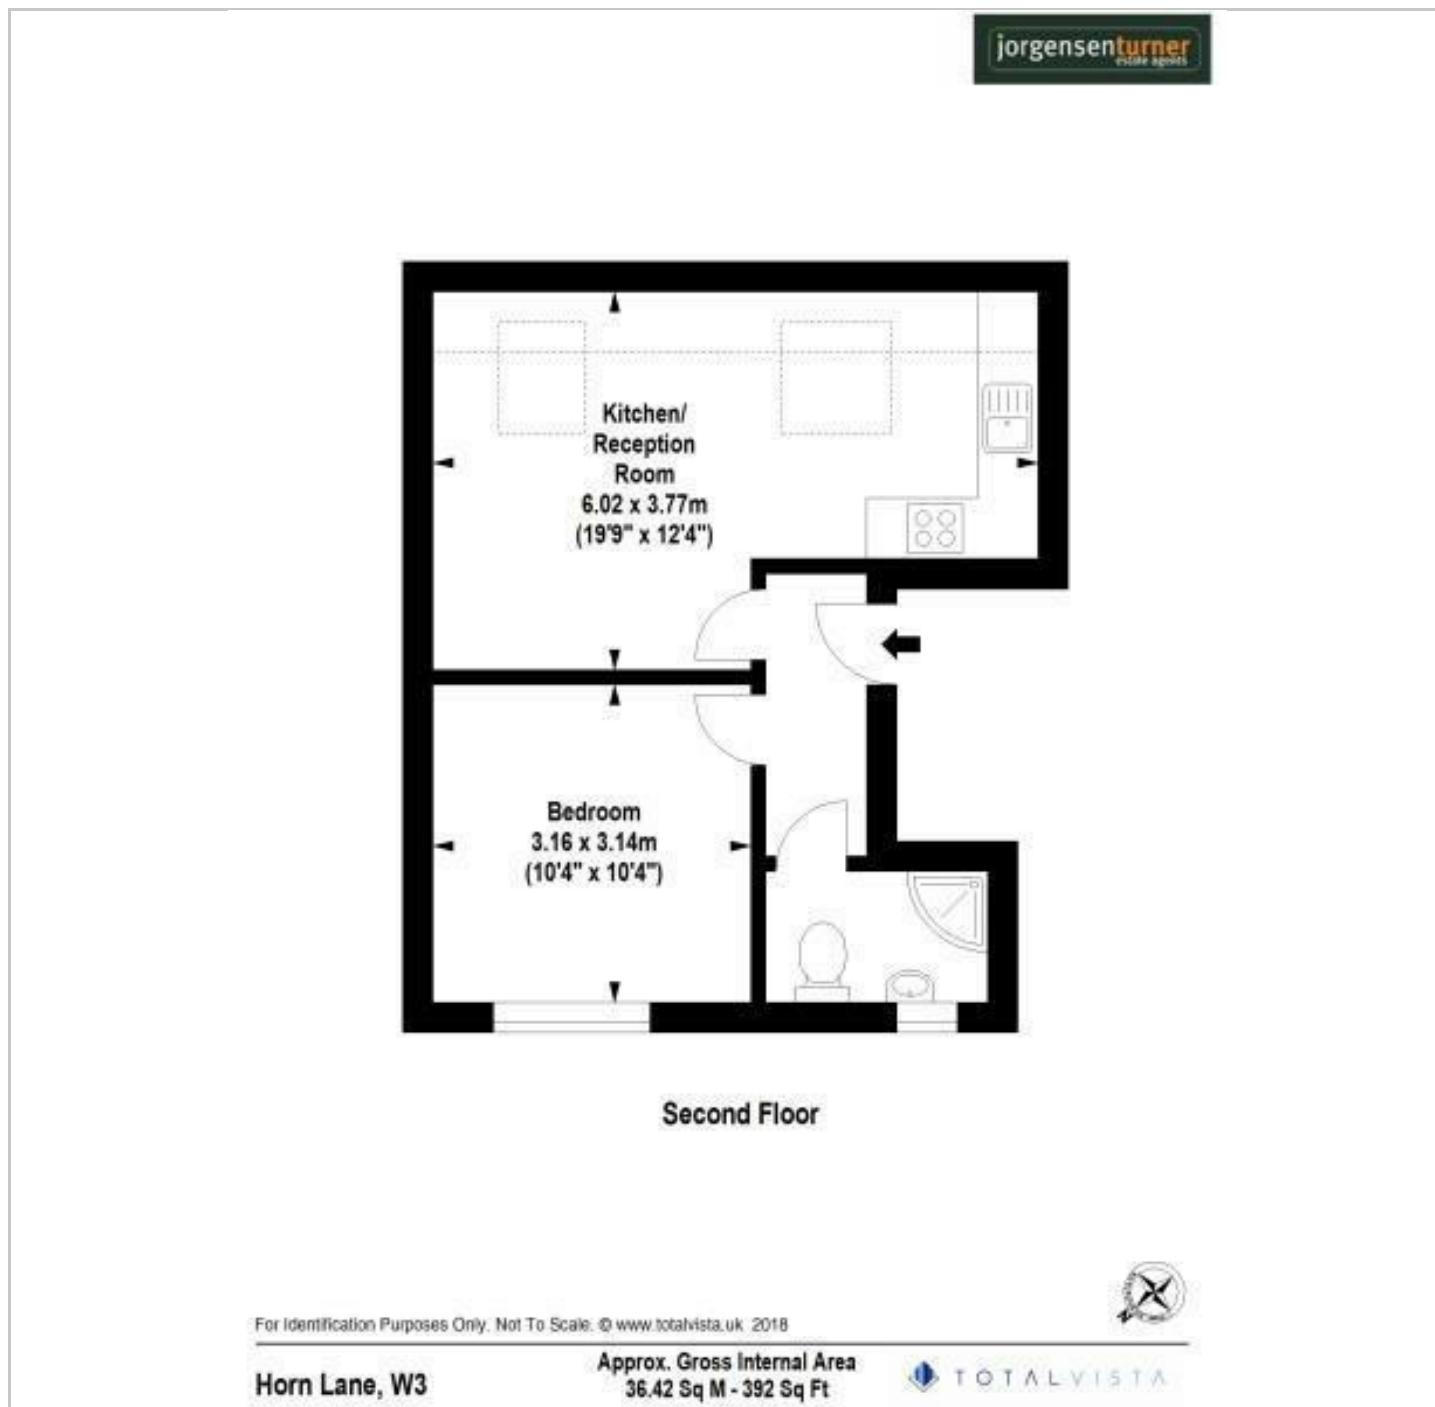 jorgensenturner
estate agents
Kitchen/
Reception
Room
6.02 x 3.77m
(19'9" x 12'4")
Bedroom
3.16 x 3.14m
(10'4" x 10'4")
Second Floor
For Identification Purposes Only. Not To Scale. © www.totalvista.uk 2018
Horn Lane, W3
Approx. Gross Internal Area
36.42 Sq M - 392 Sq Ft
TOTALVISTA